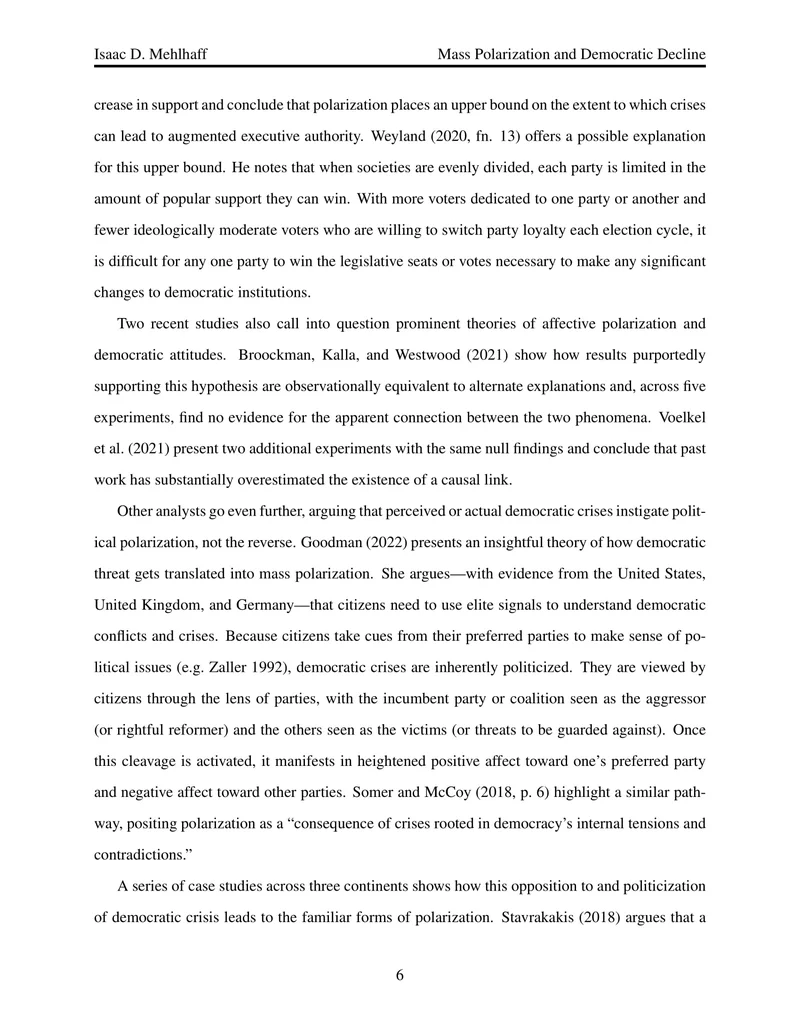 Isaac D. Mehlhaff Mass Polarization and Democratic Decline
crease in support and conclude that polarization places an upper bound on the extent to which crises
can lead to augmented executive authority. Weyland (2020, fn. 13) offers a possible explanation
for this upper bound. He notes that when societies are evenly divided, each party is limited in the
amount of popular support they can win. With more voters dedicated to one party or another and
fewer ideologically moderate voters who are willing to switch party loyalty each election cycle, it
is difficult for any one party to win the legislative seats or votes necessary to make any significant
changes to democratic institutions.
Two recent studies also call into question prominent theories of affective polarization and
democratic attitudes. Broockman, Kalla, and Westwood (2021) show how results purportedly
supporting this hypothesis are observationally equivalent to alternate explanations and, across five
experiments, find no evidence for the apparent connection between the two phenomena. Voelkel
et al. (2021) present two additional experiments with the same null findings and conclude that past
work has substantially overestimated the existence of a causal link.
Other analysts go even further, arguing that perceived or actual democratic crises instigate polit-
ical polarization, not the reverse. Goodman (2022) presents an insightful theory of how democratic
threat gets translated into mass polarization. She argues—with evidence from the United States,
United Kingdom, and Germany—that citizens need to use elite signals to understand democratic
conflicts and crises. Because citizens take cues from their preferred parties to make sense of po-
litical issues (e.g. Zaller 1992), democratic crises are inherently politicized. They are viewed by
citizens through the lens of parties, with the incumbent party or coalition seen as the aggressor
(or rightful reformer) and the others seen as the victims (or threats to be guarded against). Once
this cleavage is activated, it manifests in heightened positive affect toward one’s preferred party
and negative affect toward other parties. Somer and McCoy (2018, p. 6) highlight a similar path-
way, positing polarization as a “consequence of crises rooted in democracy’s internal tensions and
contradictions.”
A series of case studies across three continents shows how this opposition to and politicization
of democratic crisis leads to the familiar forms of polarization. Stavrakakis (2018) argues that a
6